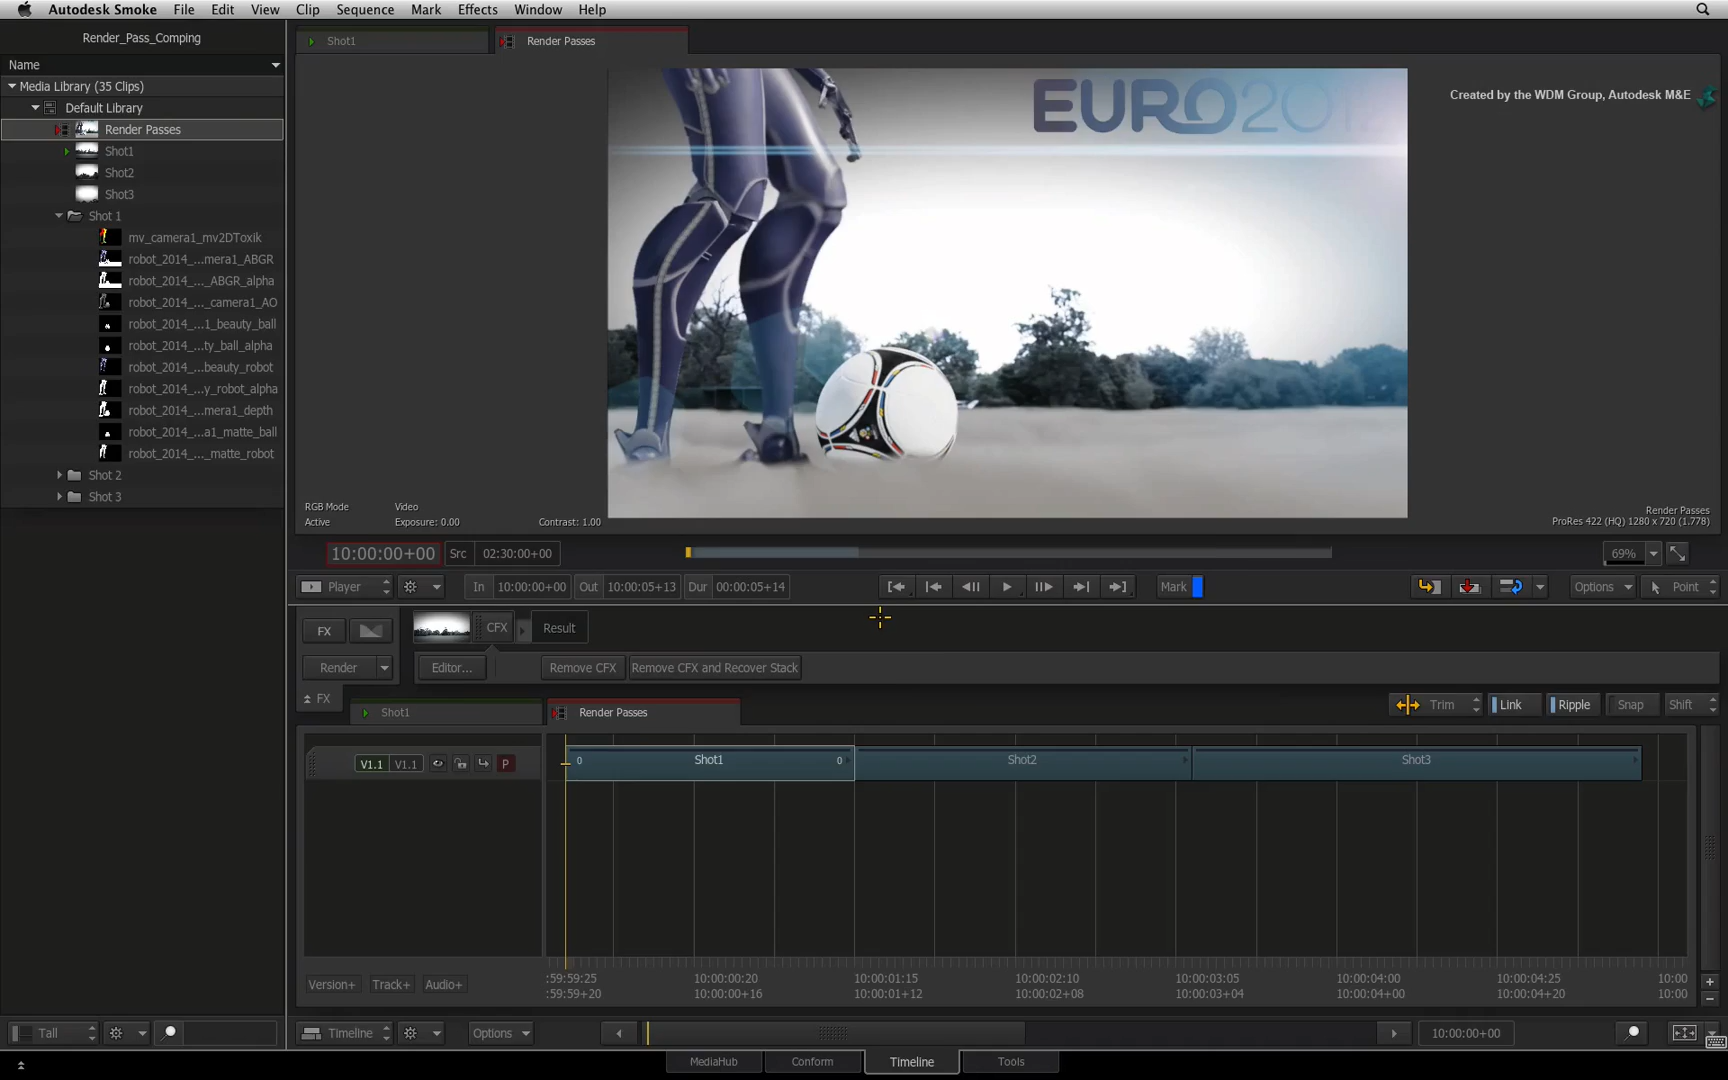 Autodesk Smoke File Edit View Clip Sequence Mark Effects Window Help
Render_Pass_Comping
Name
Media Library (35 Clips)
Default Library
Render Passes
Shot1
Shot2
Shot3
Shot 1
mv_camera1_mv2DToxik
robot_2014_...mera1_ABGR
robot_2014_..._ABGR_alpha
robot_2014_..._camera1_AO
robot_2014_...1_beauty_ball
robot_2014_...ty_ball_alpha
robot_2014_...beauty_robot
robot_2014_...y_robot_alpha
robot_2014_...mera1_depth
robot_2014_...a1_matte_ball
robot_2014_..._matte_robot
Shot 2
Shot 3
Shot1 Render Passes
EURO201
Created by the WDM Group, Autodesk M&E
RGB Mode Video
Active Exposure: 0.00 Contrast: 1.00
Render Passes
ProRes 422 (HQ) 1280 x 720 (1.778)
10:00:00+00 Src 02:30:00+00 69%
Player In 10:00:00+00 Out 10:00:05+13 Dur 00:00:05+14 Mark Options Point
FX CFX Result
Render Editor... Remove CFX Remove CFX and Recover Stack
FX Shot1 Render Passes Trim Link Ripple Snap Shift
V1.1 V1.1 P 0 Shot1 0 Shot2 Shot3
Version+ Track+ Audio+
:59:59:25 10:00:00:20 10:00:01:15 10:00:02:10 10:00:03:05 10:00:04:00 10:00:04:25 10:00
:59:59+20 10:00:00+16 10:00:01+12 10:00:02+08 10:00:03+04 10:00:04+00 10:00:04+20 10:00
Tall Timeline Options 10:00:00+00
MediaHub Conform Timeline Tools